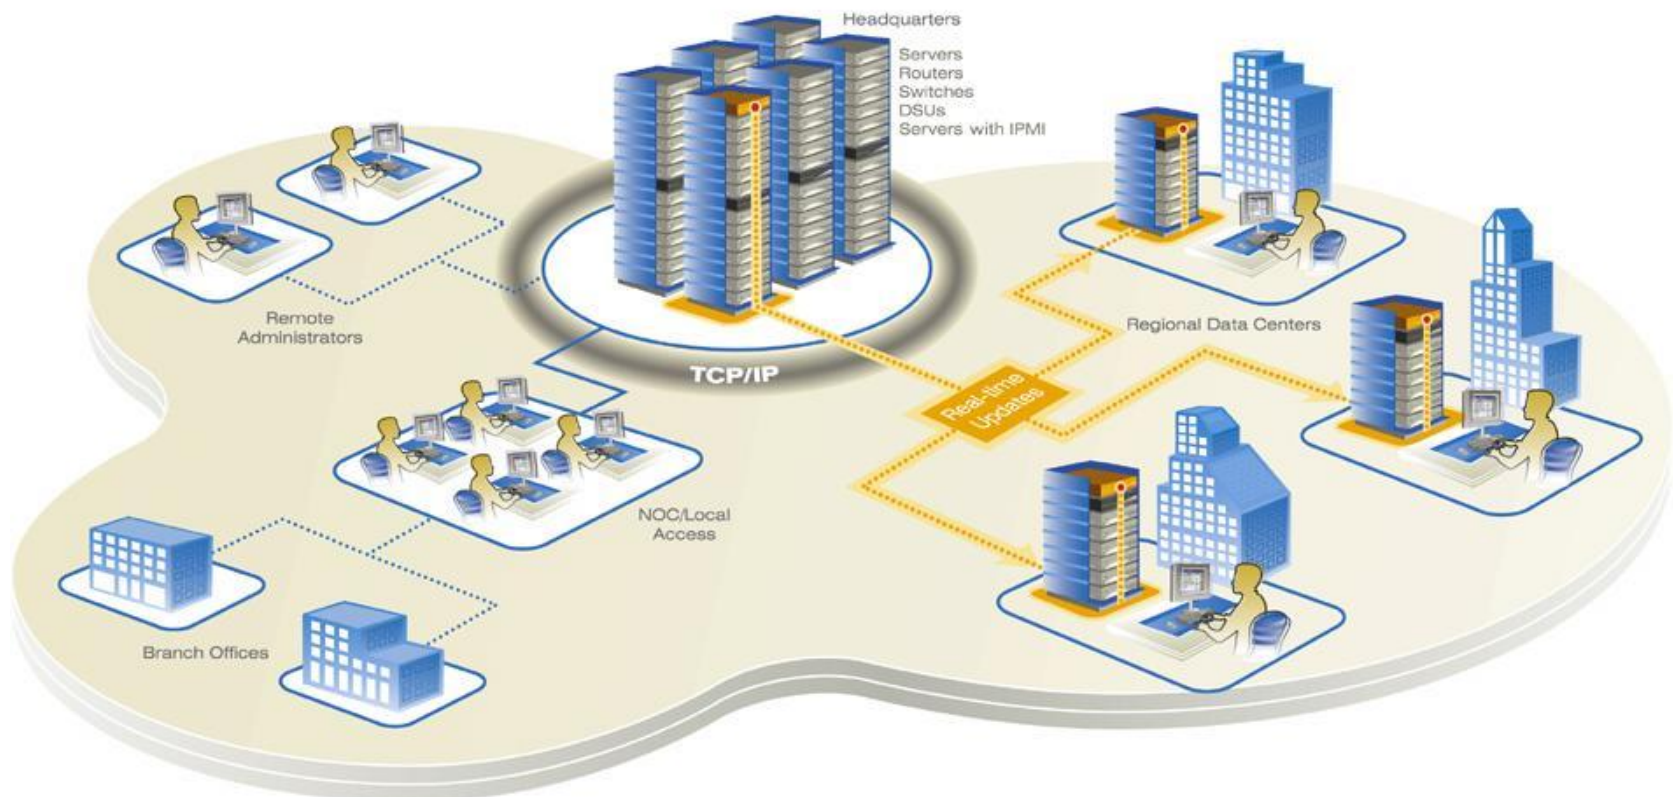 Headquarters
Servers
Routers
Switches
DSUs
Servers with IPMI
Remote
Administrators
TCP/IP
Regional Data Centers
Real-time
Updates
NOC/Local
Access
Branch Offices